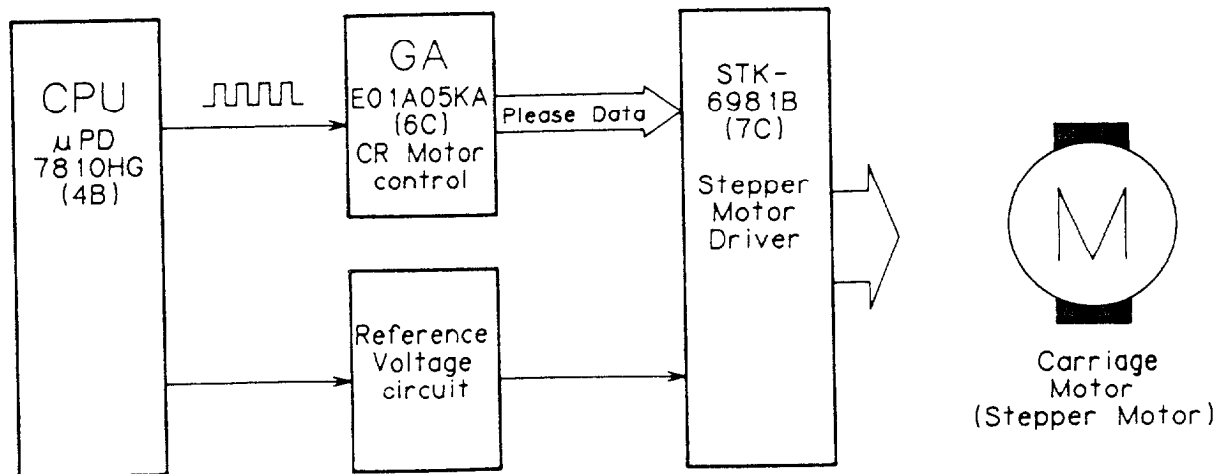 CPU
μPD
7810HG
(4B)
GA
E01A05KA
(6C)
CR Motor
control
Please Data
STK-
6981B
(7C)
Stepper
Motor
Driver
Reference
Voltage
circuit
M
Carriage
Motor
(Stepper Motor)